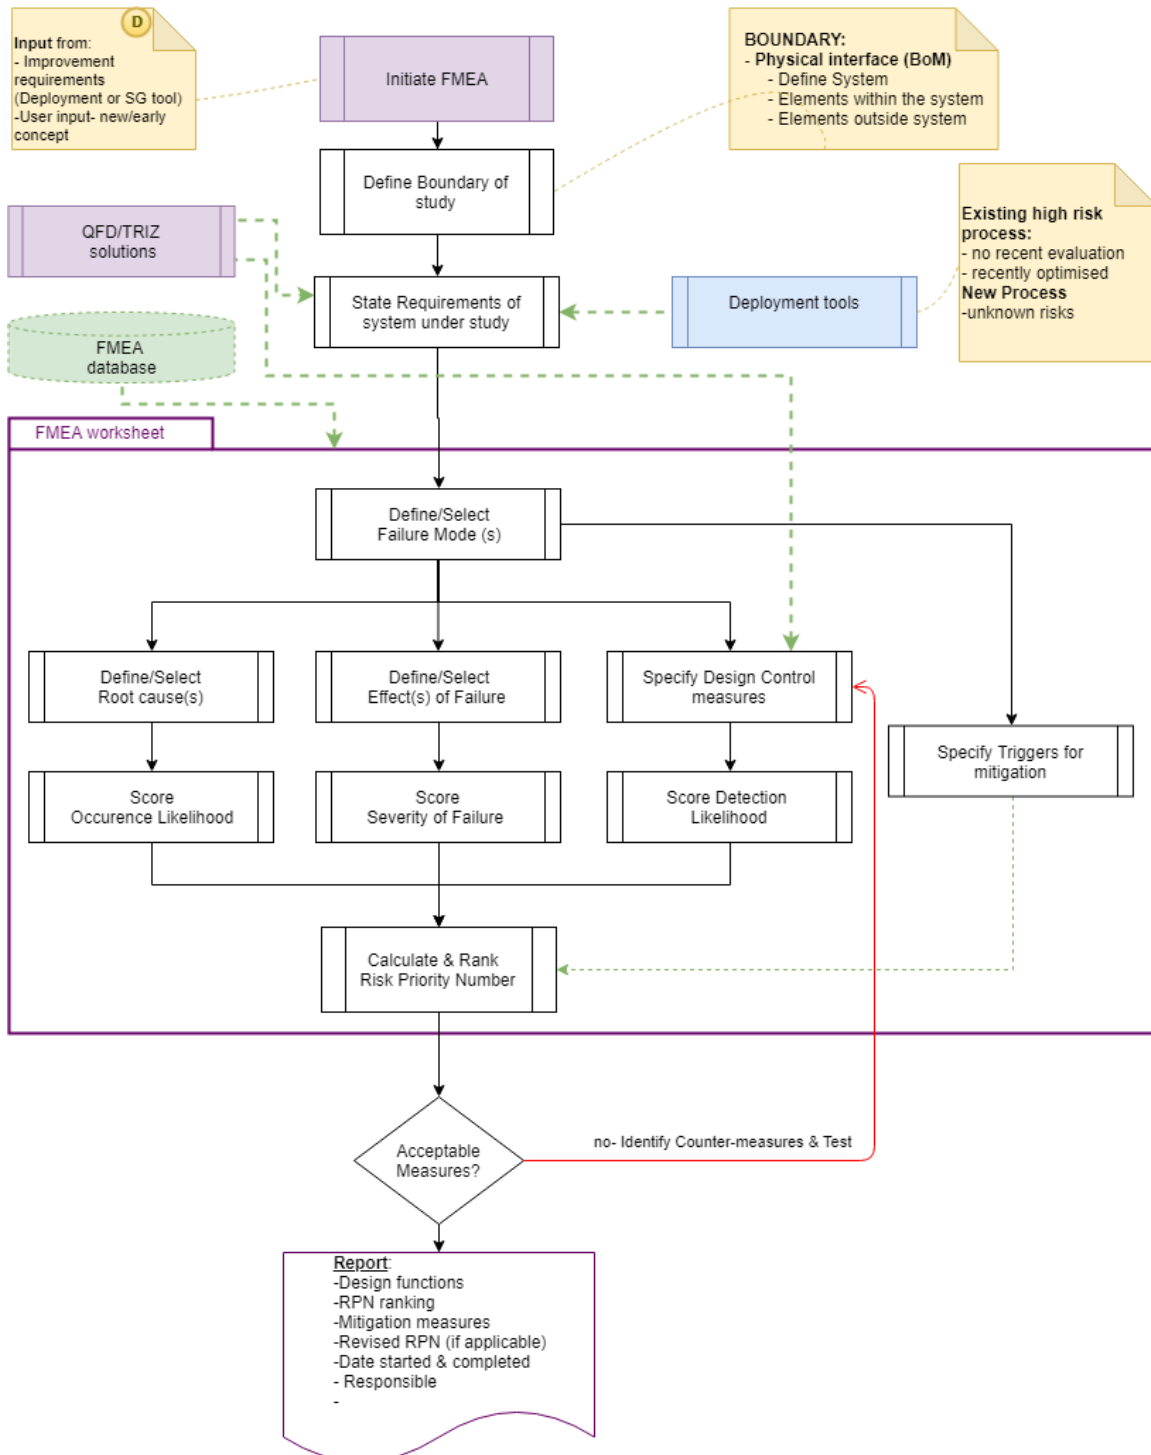 D
Input from:
- Improvement
requirements
(Deployment or SG tool)
-User input- new/early
concept
Initiate FMEA
BOUNDARY:
- Physical interface (BoM)
- Define System
- Elements within the system
- Elements outside system
Define Boundary of
study
QFD/TRIZ
solutions
Existing high risk
process:
- no recent evaluation
- recently optimised
New Process
-unknown risks
State Requirements of
system under study
Deployment tools
FMEA
database
FMEA worksheet
Define/Select
Failure Mode (s)
Define/Select
Root cause(s)
Define/Select
Effect(s) of Failure
Specify Design Control
measures
Specify Triggers for
mitigation
Score
Occurence Likelihood
Score
Severity of Failure
Score Detection
Likelihood
Calculate & Rank
Risk Priority Number
Acceptable
Measures?
no- Identify Counter-measures & Test
Report:
-Design functions
-RPN ranking
-Mitigation measures
-Revised RPN (if applicable)
-Date started & completed
- Responsible
-